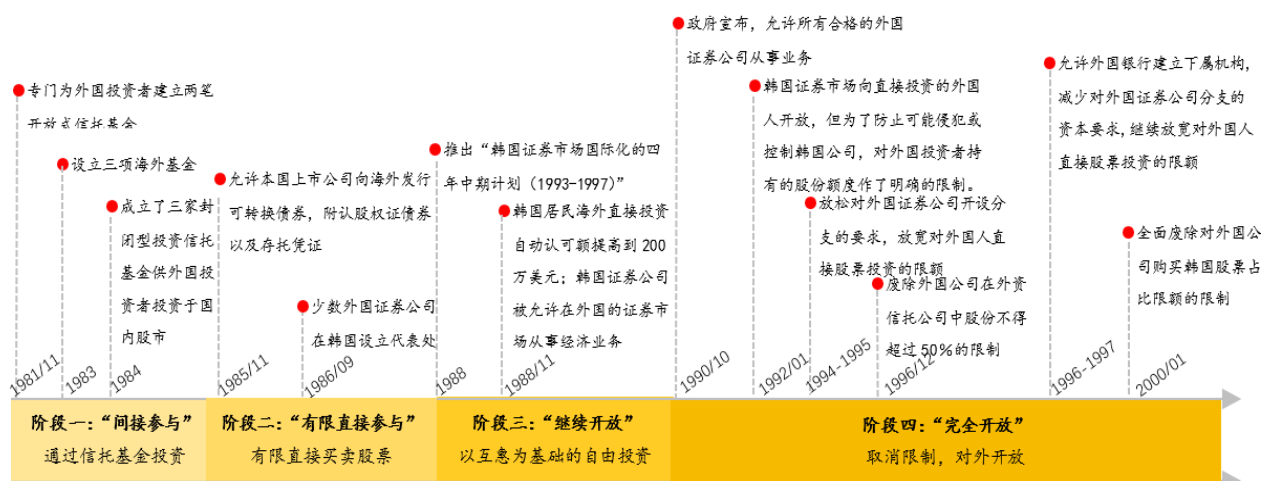 专门为外国投资者建立两笔
开放式信托基金
设立三项海外基金
成立了三家封
闭型投资信托
基金供外国投
资者投资于国
内股市
允许本国上市公司向海外发行
可转换债券，附认股权证债券
以及存托凭证
少数外国证券公司
在韩国设立代表处
推出“韩国证券市场国际化的四
年中期计划（1993-1997）”
韩国居民海外直接投资
自动认可额提高到 200
万美元；韩国证券公司
被允许在外国的证券市
场从事经济业务
政府宣布，允许所有合格的外国
证券公司从事业务
韩国证券市场向直接投资的外国
人开放，但为了防止可能侵犯或
控制韩国公司，对外国投资者持
有的股份额度作了明确的限制。
放松对外国证券公司开设分
支的要求，放宽对外国人直
接股票投资的限额
废除外国公司在外资
信托公司中股份不得
超过 50%的限制
允许外国银行建立下属机构，
减少对外国证券公司分支的
资本要求,继续放宽对外国人
直接股票投资的限额
全面废除对外国公
司购买韩国股票占
比限额的限制
1981/11
1983
1984
1985/11
1986/09
1988
1988/11
1990/10
1992/01
1994-1995
1996/12
1996-1997
2000/01
阶段一：“间接参与”
通过信托基金投资
阶段二：“有限直接参与”
有限直接买卖股票
阶段三：“继续开放”
以互惠为基础的自由投资
阶段四：“完全开放”
取消限制，对外开放